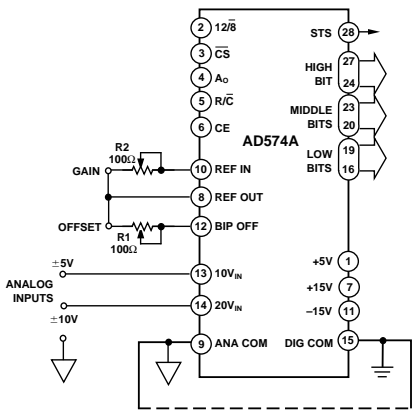 2 12/8̅
3 C̅S̅
4 AO
5 R/C̅
6 CE
10 REF IN
8 REF OUT
12 BIP OFF
13 10VIN
14 20VIN
9 ANA COM
AD574A
STS 28
HIGH
BIT
27
24
MIDDLE
BITS
23
20
LOW
BITS
19
16
+5V 1
+15V 7
–15V 11
DIG COM 15
R2
100Ω
GAIN
OFFSET
R1
100Ω
±5V
ANALOG
INPUTS
±10V